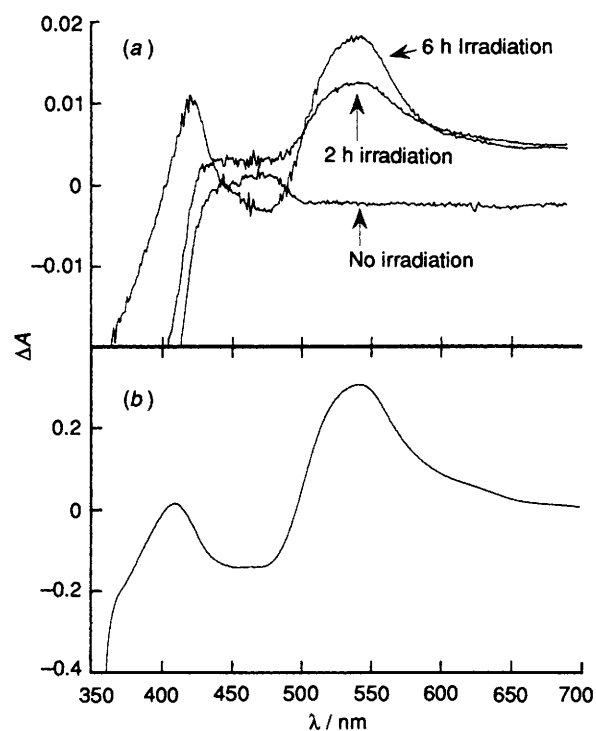 0.02
(a)
6 h Irradiation
0.01
2 h irradiation
0
No irradiation
−0.01
ΔA
(b)
0.2
0
−0.2
−0.4
350 400 450 500 550 600 650 700
λ / nm